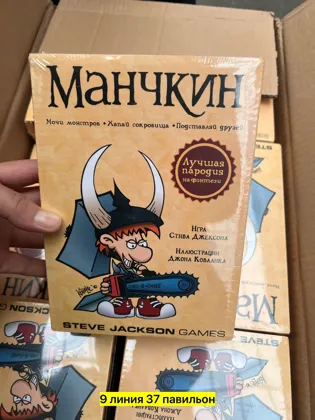 МАНЧКИН
Мочи монстров • Хапай сокровища • Подставляй друзей
Лучшая
пародия
на фэнтези
Игра
Стива Джексона
Иллюстрации
Джона Ковалика
STEVE JACKSON GAMES
9 линия 37 павильон